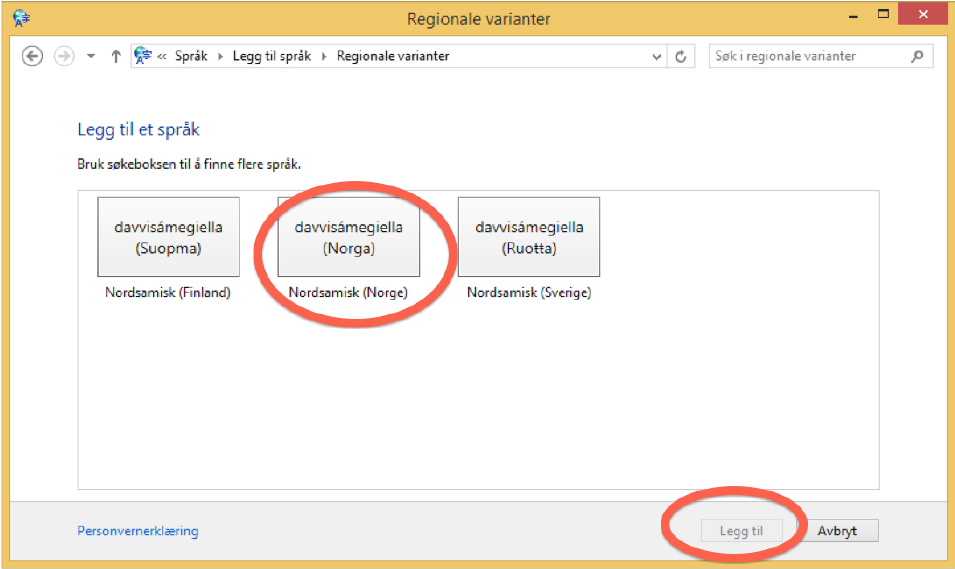 Regionale varianter
« Språk ▸ Legg til språk ▸ Regionale varianter
Søk i regionale varianter
Legg til et språk
Bruk søkeboksen til å finne flere språk.
davvisámegiella
(Suopma)
davvisámegiella
(Norga)
davvisámegiella
(Ruotta)
Nordsamisk (Finland)
Nordsamisk (Norge)
Nordsamisk (Sverige)
Personvernerklæring
Legg til
Avbryt